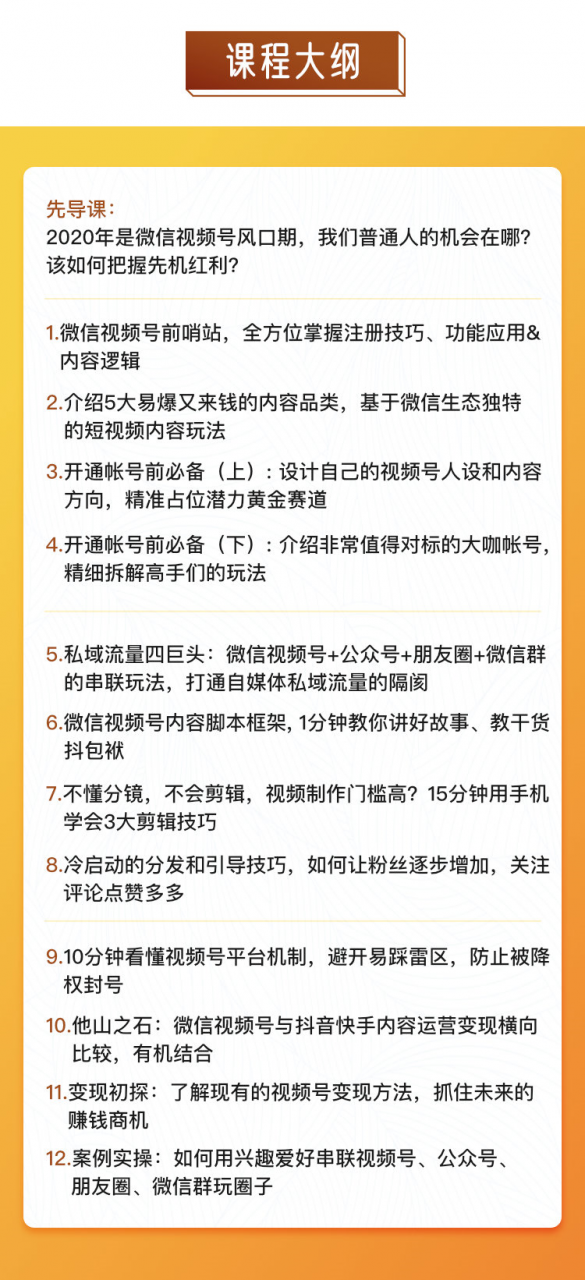 课程大纲
先导课：
2020年是微信视频号风口期，我们普通人的机会在哪？
该如何把握先机红利？
1.微信视频号前哨站，全方位掌握注册技巧、功能应用&
内容逻辑
2.介绍5大易爆又来钱的内容品类，基于微信生态独特
的短视频内容玩法
3.开通帐号前必备（上）：设计自己的视频号人设和内容
方向，精准占位潜力黄金赛道
4.开通帐号前必备（下）：介绍非常值得对标的大咖帐号，
精细拆解高手们的玩法
5.私域流量四巨头：微信视频号+公众号+朋友圈+微信群
的串联玩法，打通自媒体私域流量的隔阂
6.微信视频号内容脚本框架, 1分钟教你讲好故事、教干货
抖包袱
7.不懂分镜，不会剪辑，视频制作门槛高？15分钟用手机
学会3大剪辑技巧
8.冷启动的分发和引导技巧，如何让粉丝逐步增加，关注
评论点赞多多
9.10分钟看懂视频号平台机制，避开易踩雷区，防止被降
权封号
10.他山之石：微信视频号与抖音快手内容运营变现横向
比较，有机结合
11.变现初探：了解现有的视频号变现方法，抓住未来的
赚钱商机
12.案例实操：如何用兴趣爱好串联视频号、公众号、
朋友圈、微信群玩圈子